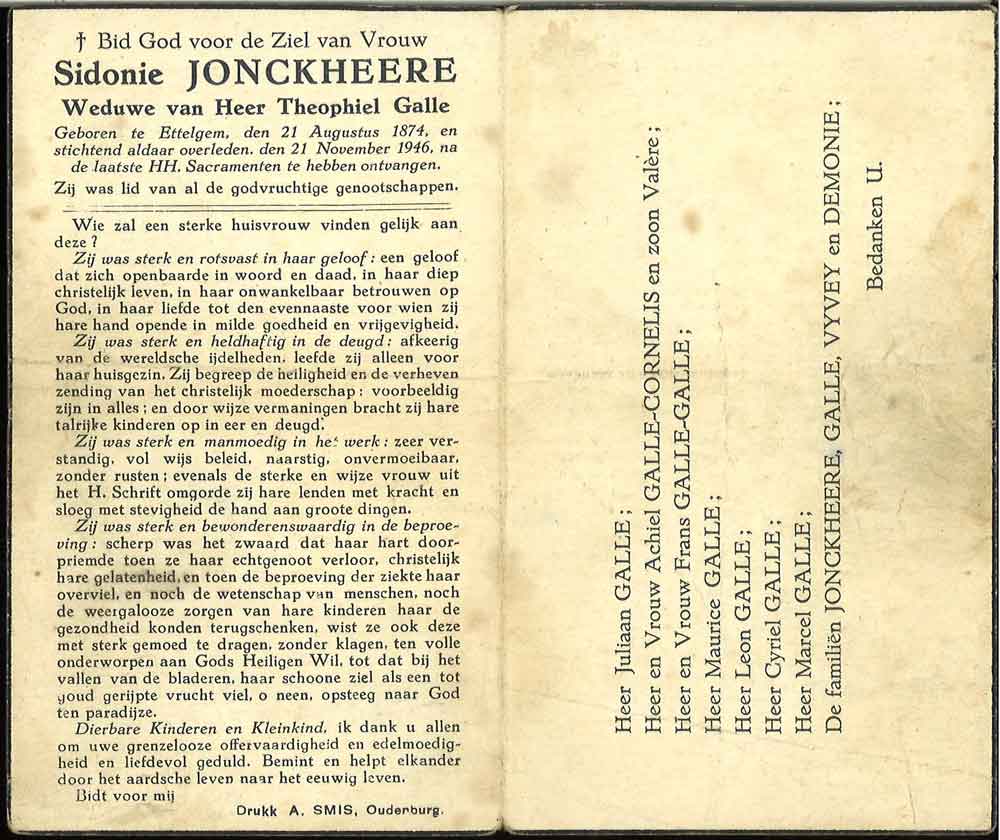 † Bid God voor de Ziel van Vrouw
Sidonie JONCKHEERE
Weduwe van Heer Theophiel Galle
Geboren te Ettelgem, den 21 Augustus 1874, en
stichtend aldaar overleden, den 21 November 1946, na
de laatste HH. Sacramenten te hebben ontvangen.
Zij was lid van al de godvruchtige genootschappen.
Wie zal een sterke huisvrouw vinden gelijk aan
deze ?
Zij was sterk en rotsvast in haar geloof : een geloof
dat zich openbaarde in woord en daad, in haar diep
christelijk leven, in haar onwankelbaar betrouwen op
God, in haar liefde tot den evennaaste voor wien zij
hare hand opende in milde goedheid en vrijgevigheid.
Zij was sterk en heldhaftig in de deugd : afkeerig
van de wereldsche ijdelheden, leefde zij alleen voor
haar huisgezin. Zij begreep de heiligheid en de verheven
zending van het christelijk moederschap : voorbeeldig
zijn in alles ; en door wijze vermaningen bracht zij hare
talrijke kinderen op in eer en deugd.
Zij was sterk en manmoedig in het werk : zeer ver-
standig, vol wijs beleid, naarstig, onvermoeibaar,
zonder rusten ; evenals de sterke en wijze vrouw uit
het H. Schrift omgorde zij hare lenden met kracht en
sloeg met stevigheid de hand aan groote dingen.
Zij was sterk en bewonderenswaardig in de beproe-
ving : scherp was het zwaard dat haar hart door-
priemde toen ze haar echtgenoot verloor, christelijk
hare gelatenheid, en toen de beproeving der ziekte haar
overviel, en noch de wetenschap van menschen, noch
de weergalooze zorgen van hare kinderen haar de
gezondheid konden terugschenken, wist ze ook deze
met sterk gemoed te dragen, zonder klagen, ten volle
onderworpen aan Gods Heiligen Wil, tot dat bij het
vallen van de bladeren, haar schoone ziel als een tot
goud gerijpte vrucht viel, o neen, opsteeg naar God
ten paradijze.
Dierbare Kinderen en Kleinkind, ik dank u allen
om uwe grenzelooze offervaardigheid en edelmoedig-
heid en liefdevol geduld. Bemint en helpt elkander
door het aardsche leven naar het eeuwig leven.
Bidt voor mij
Drukk A. SMIS, Oudenburg.
Heer Juliaan GALLE ;
Heer en Vrouw Achiel GALLE-CORNELIS en zoon Valère ;
Heer en Vrouw Frans GALLE-GALLE ;
Heer Maurice GALLE ;
Heer Leon GALLE ;
Heer Cyriel GALLE ;
Heer Marcel GALLE ;
De familiën JONCKHEERE, GALLE, VYVEY en DEMONIE ;
Bedanken U.